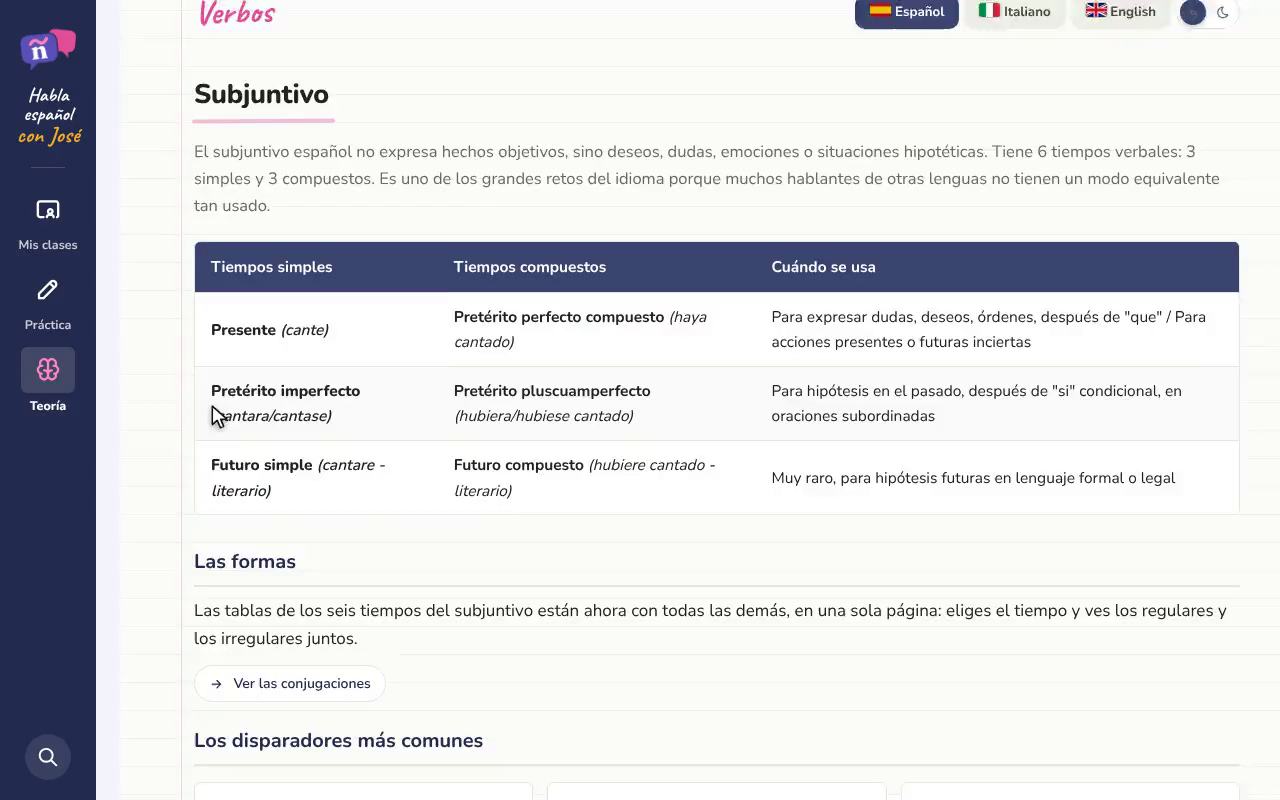 Verbos
Español
Italiano
English
ñ
Habla
español
con José
Mis clases
Práctica
Teoría
Subjuntivo
El subjuntivo español no expresa hechos objetivos, sino deseos, dudas, emociones o situaciones hipotéticas. Tiene 6 tiempos verbales: 3
simples y 3 compuestos. Es uno de los grandes retos del idioma porque muchos hablantes de otras lenguas no tienen un modo equivalente
tan usado.
Tiempos simples
Tiempos compuestos
Cuándo se usa
Presente (cante)
Pretérito perfecto compuesto (haya
cantado)
Para expresar dudas, deseos, órdenes, después de "que" / Para
acciones presentes o futuras inciertas
Pretérito imperfecto
(cantara/cantase)
Pretérito pluscuamperfecto
(hubiera/hubiese cantado)
Para hipótesis en el pasado, después de "si" condicional, en
oraciones subordinadas
Futuro simple (cantare -
literario)
Futuro compuesto (hubiere cantado -
literario)
Muy raro, para hipótesis futuras en lenguaje formal o legal
Las formas
Las tablas de los seis tiempos del subjuntivo están ahora con todas las demás, en una sola página: eliges el tiempo y ves los regulares y
los irregulares juntos.
→ Ver las conjugaciones
Los disparadores más comunes